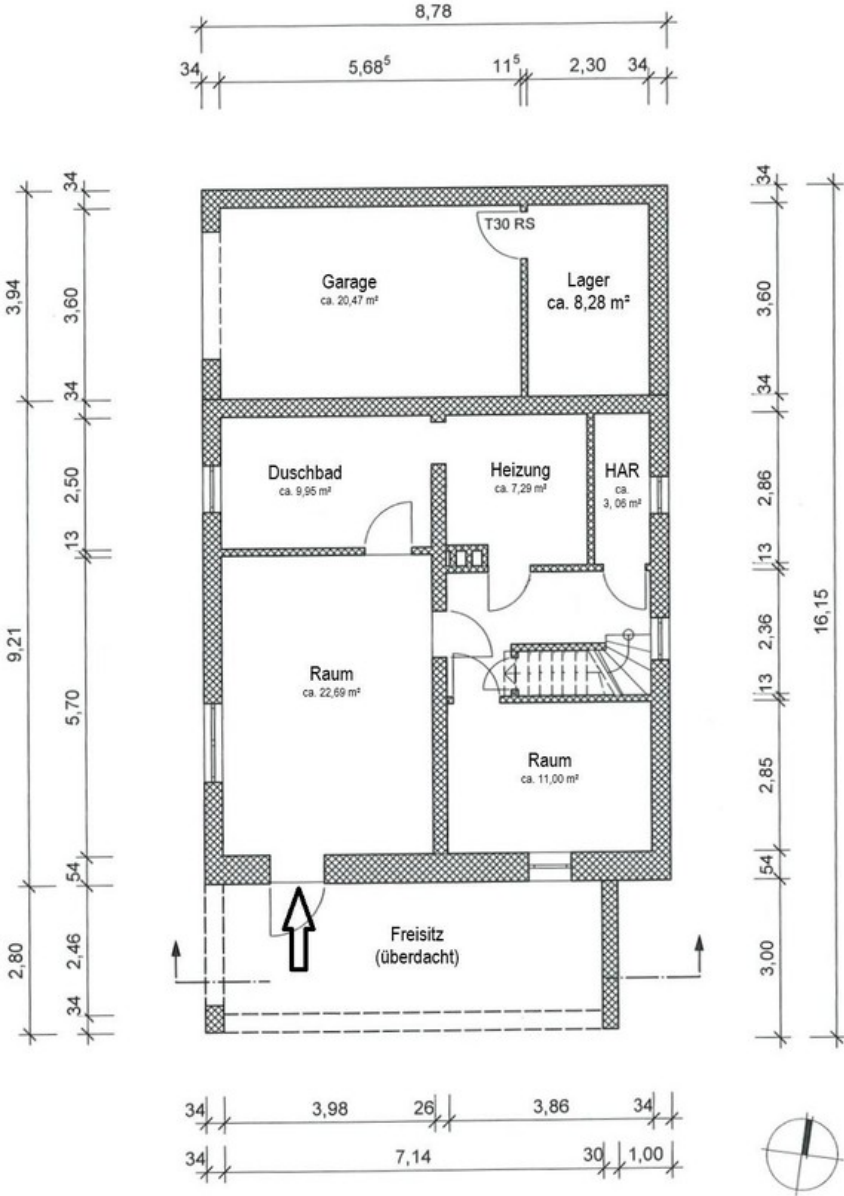 8,78
34 5,68⁵ 11⁵ 2,30 34
34
3,94
3,60
34
34
3,60
34
T30 RS
Garage
ca. 20,47 m²
Lager
ca. 8,28 m²
Duschbad
ca. 9,95 m²
Heizung
ca. 7,29 m²
HAR
ca.
3, 06 m²
2,50
13
9,21
5,70
54
2,86
13
2,36
13
2,85
54
16,15
Raum
ca. 22,69 m²
Raum
ca. 11,00 m²
Freisitz
(überdacht)
2,80
2,46
34
3,00
34 3,98 26 3,86 34
34 7,14 30 1,00